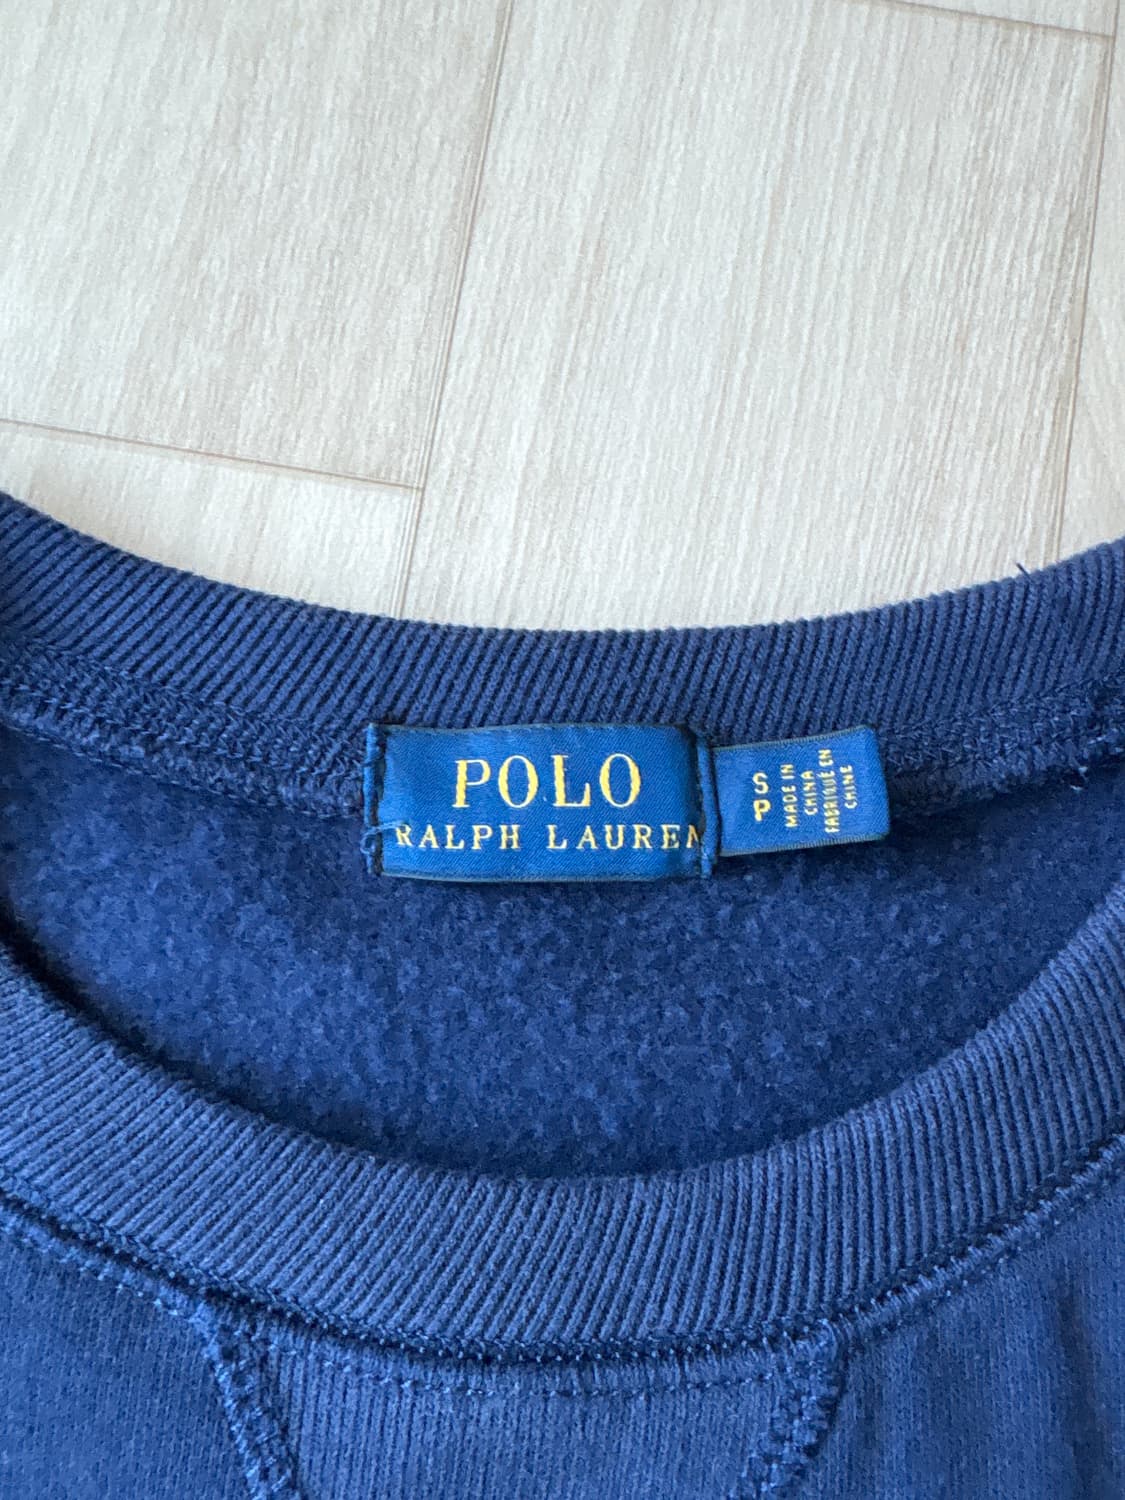 POLO
RALPH LAUREN
S
P
MADE IN
CHINA
FABRIQUÉ EN
CHINE